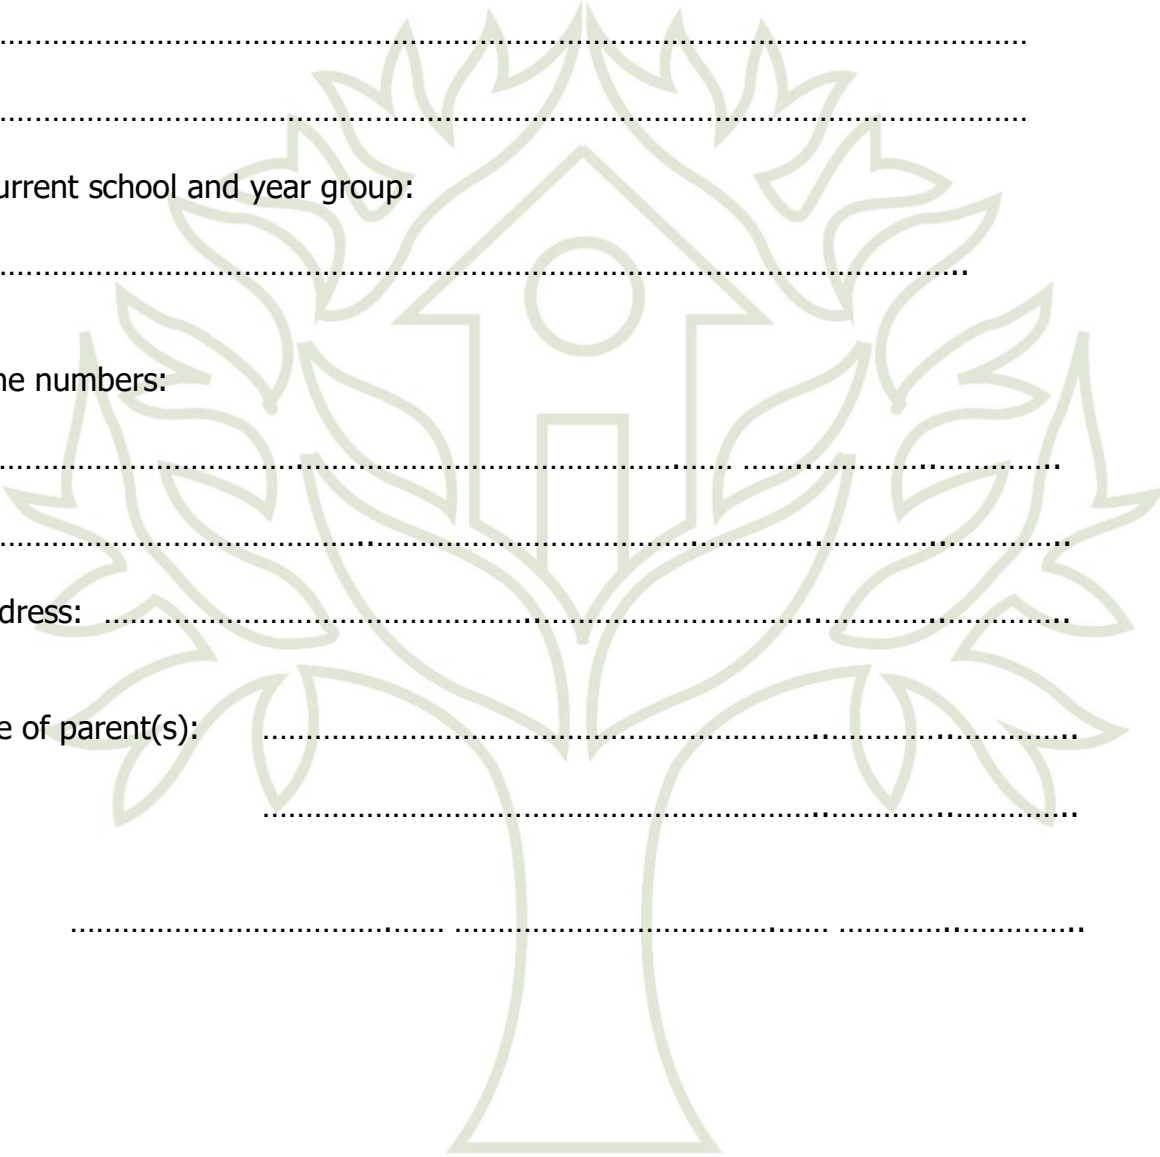 ................................................................................................................
................................................................................................................
urrent school and year group:
..............................................................................................................
ne numbers:
................................................................................ ....................................
......................................................................................................................
dress: ..............................................................................................................
e of parent(s): .............................................................................................
.............................................................................................
........................................... ........................................... ............................